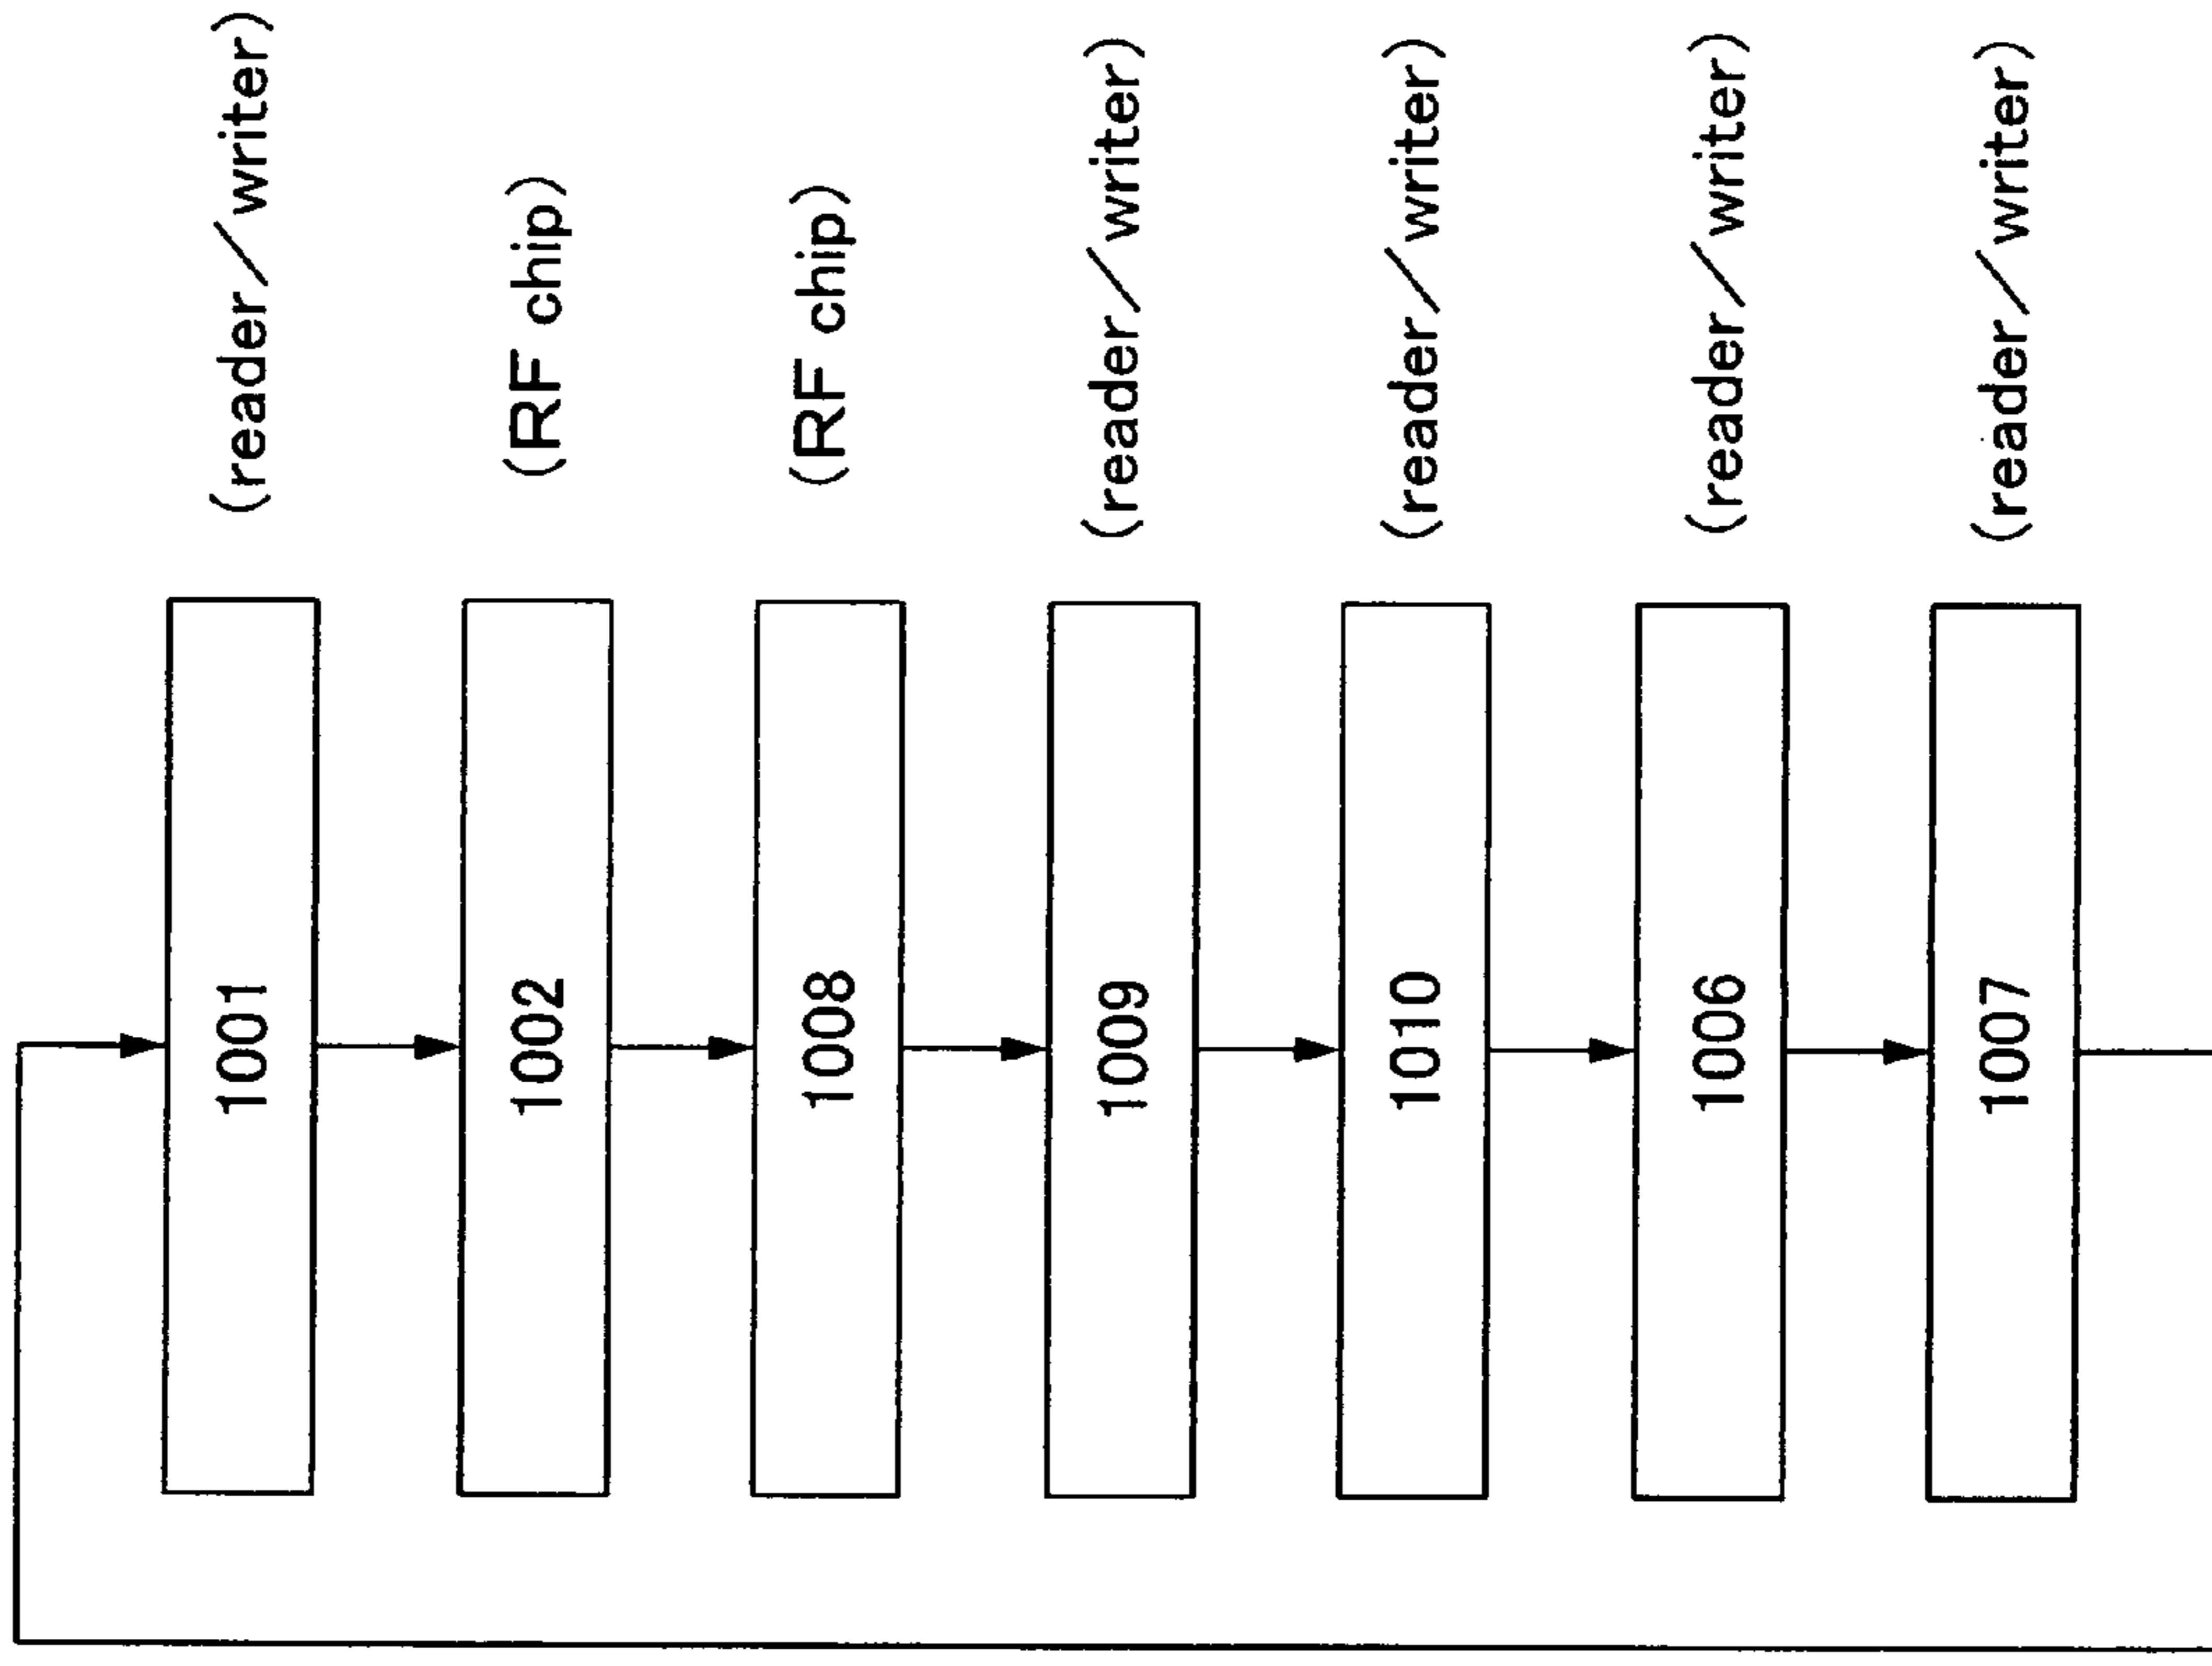 1001 (reader/writer)
1002 (RF chip)
1008 (RF chip)
1009 (reader/writer)
1010 (reader/writer)
1006 (reader/writer)
1007 (reader/writer)